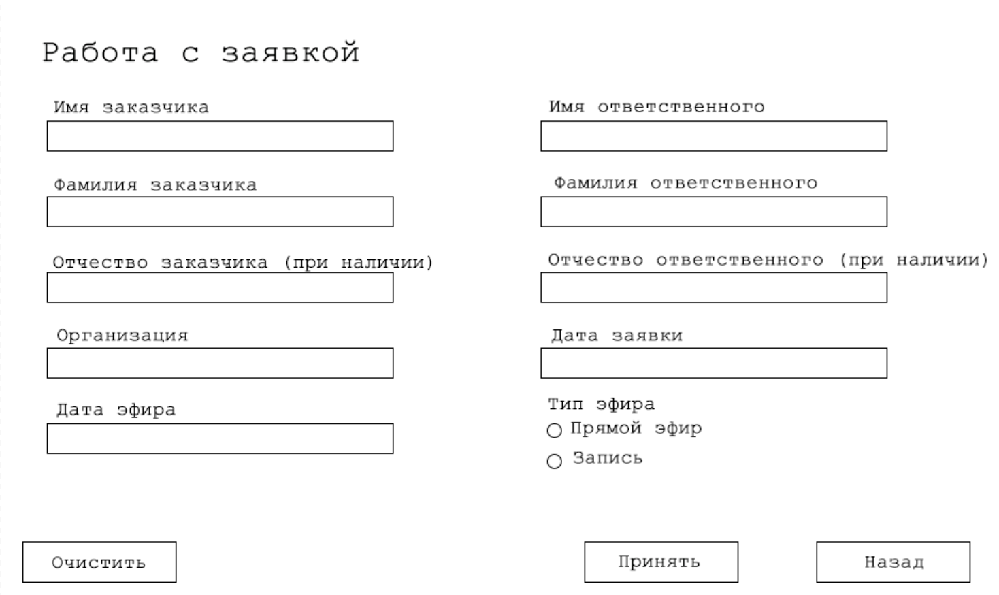 Работа с заявкой
Имя заказчика
Имя ответственного
Фамилия заказчика
Фамилия ответственного
Отчество заказчика (при наличии)
Отчество ответственного (при наличии)
Организация
Дата заявки
Дата эфира
Тип эфира
Прямой эфир
Запись
Очистить
Принять
Назад